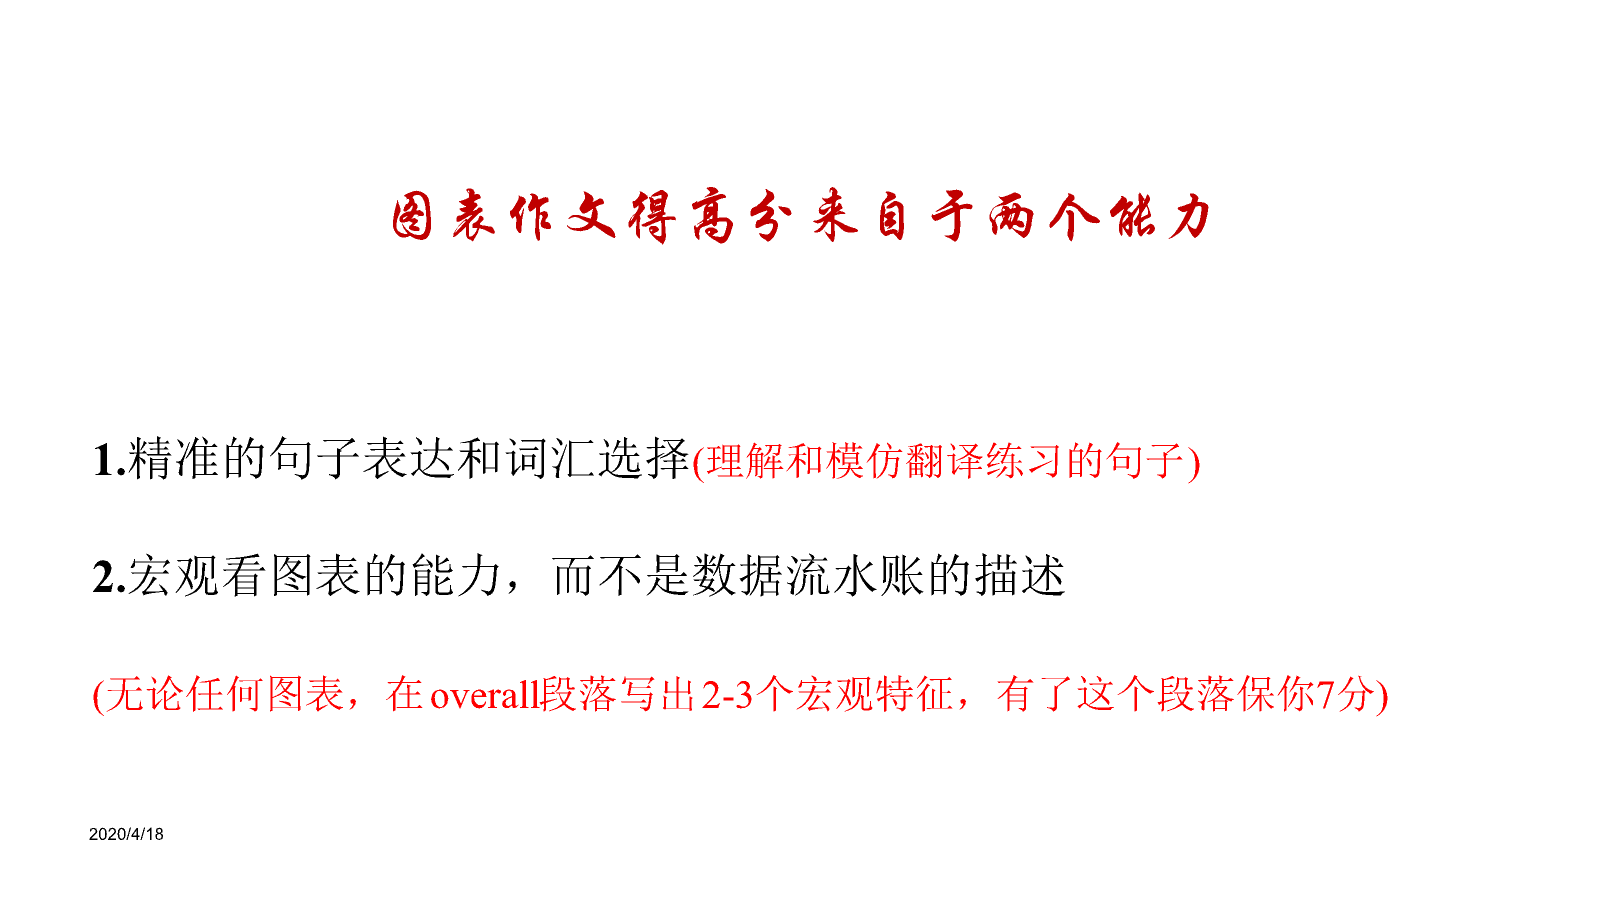 图表作文得高分来自于两个能力
1.精准的句子表达和词汇选择(理解和模仿翻译练习的句子)
2.宏观看图表的能力，而不是数据流水账的描述
(无论任何图表，在overall段落写出2-3个宏观特征，有了这个段落保你7分)
2020/4/18